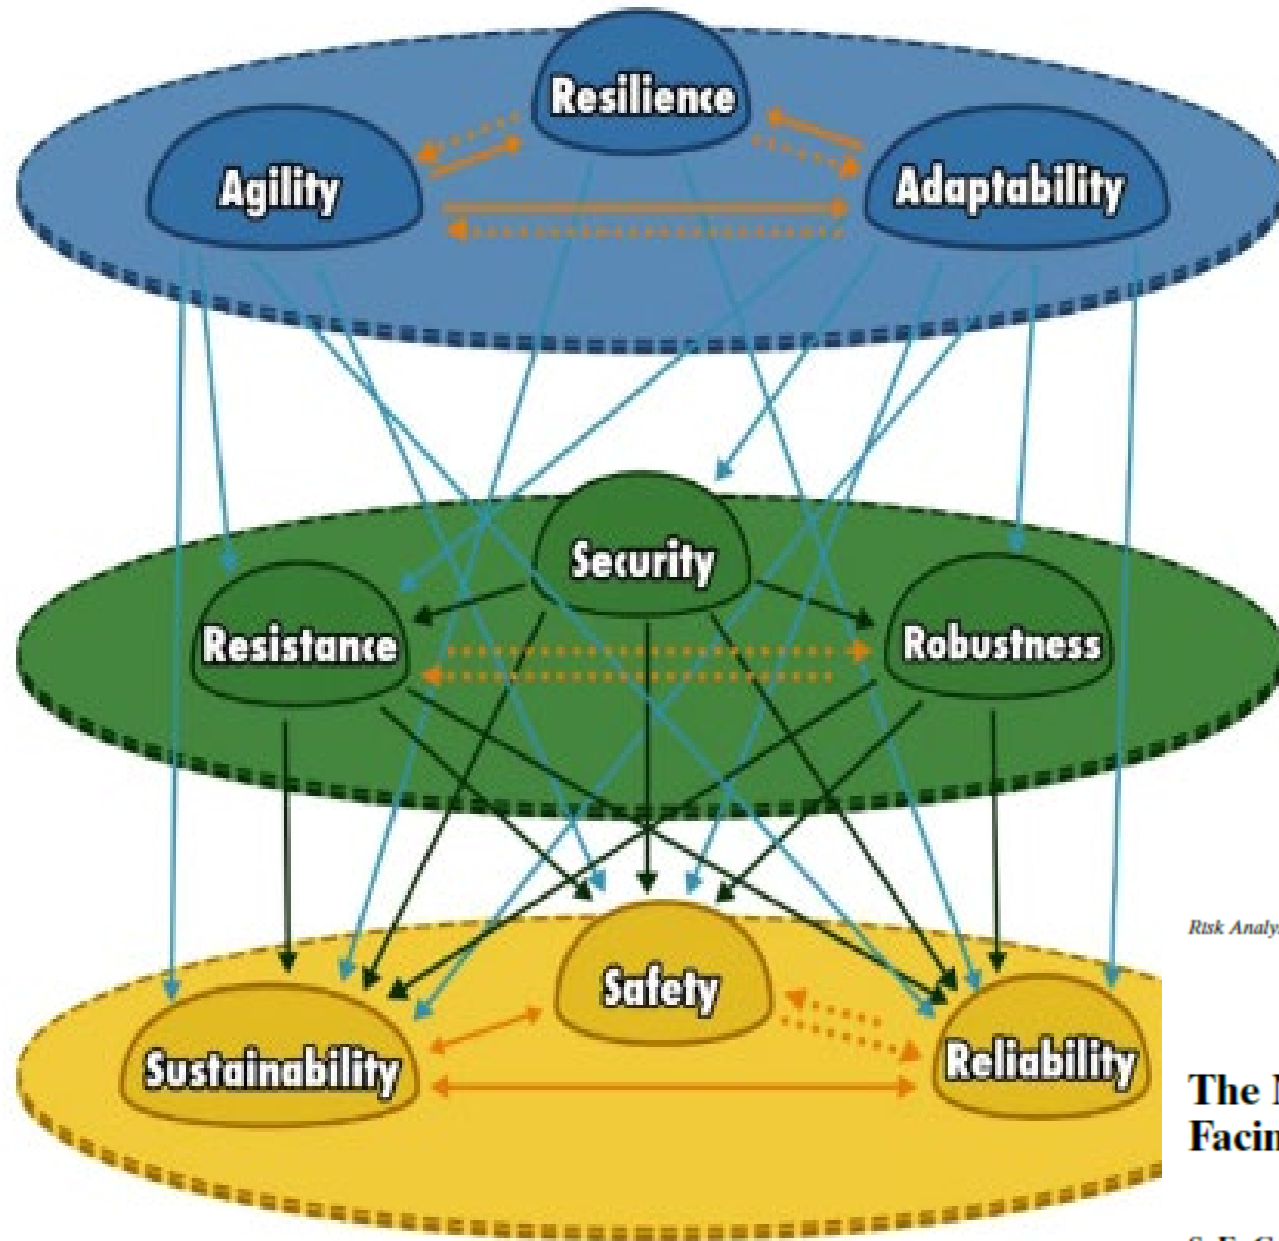 Resilience
Agility
Adaptability
Security
Resistance
Robustness
Risk Analy
Safety
Sustainability
Reliability
The
Facin